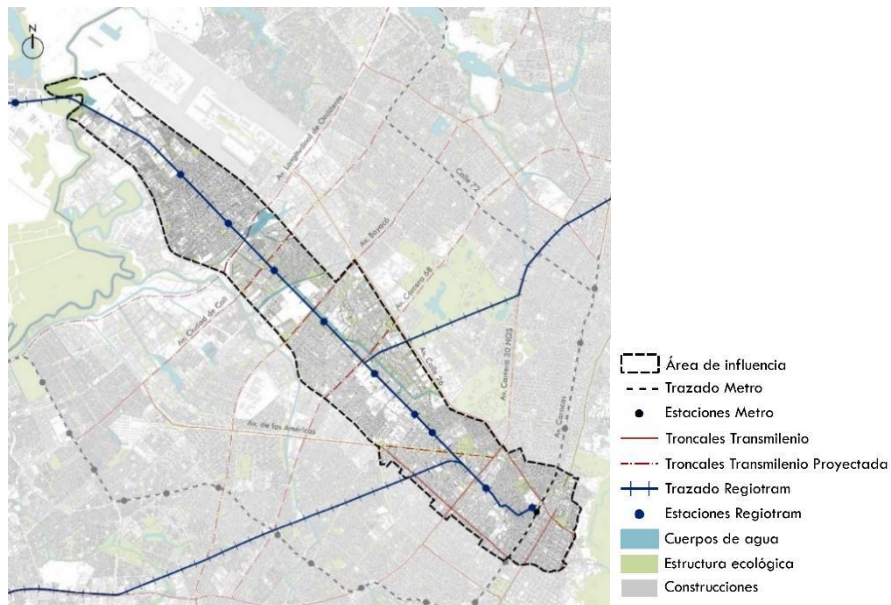 N
Av. Longitudinal de Occidente
Calle 72
Av. Boyacá
Av. Carrera 68
Av. Ciudad de Cali
Av. Calle 26
Av. Carrera 30 NQS
Av. Caracas
Av. de las Américas
Área de influencia
Trazado Metro
Estaciones Metro
Troncales Transmilenio
Troncales Transmilenio Proyectada
Trazado Regiotram
Estaciones Regiotram
Cuerpos de agua
Estructura ecológica
Construcciones